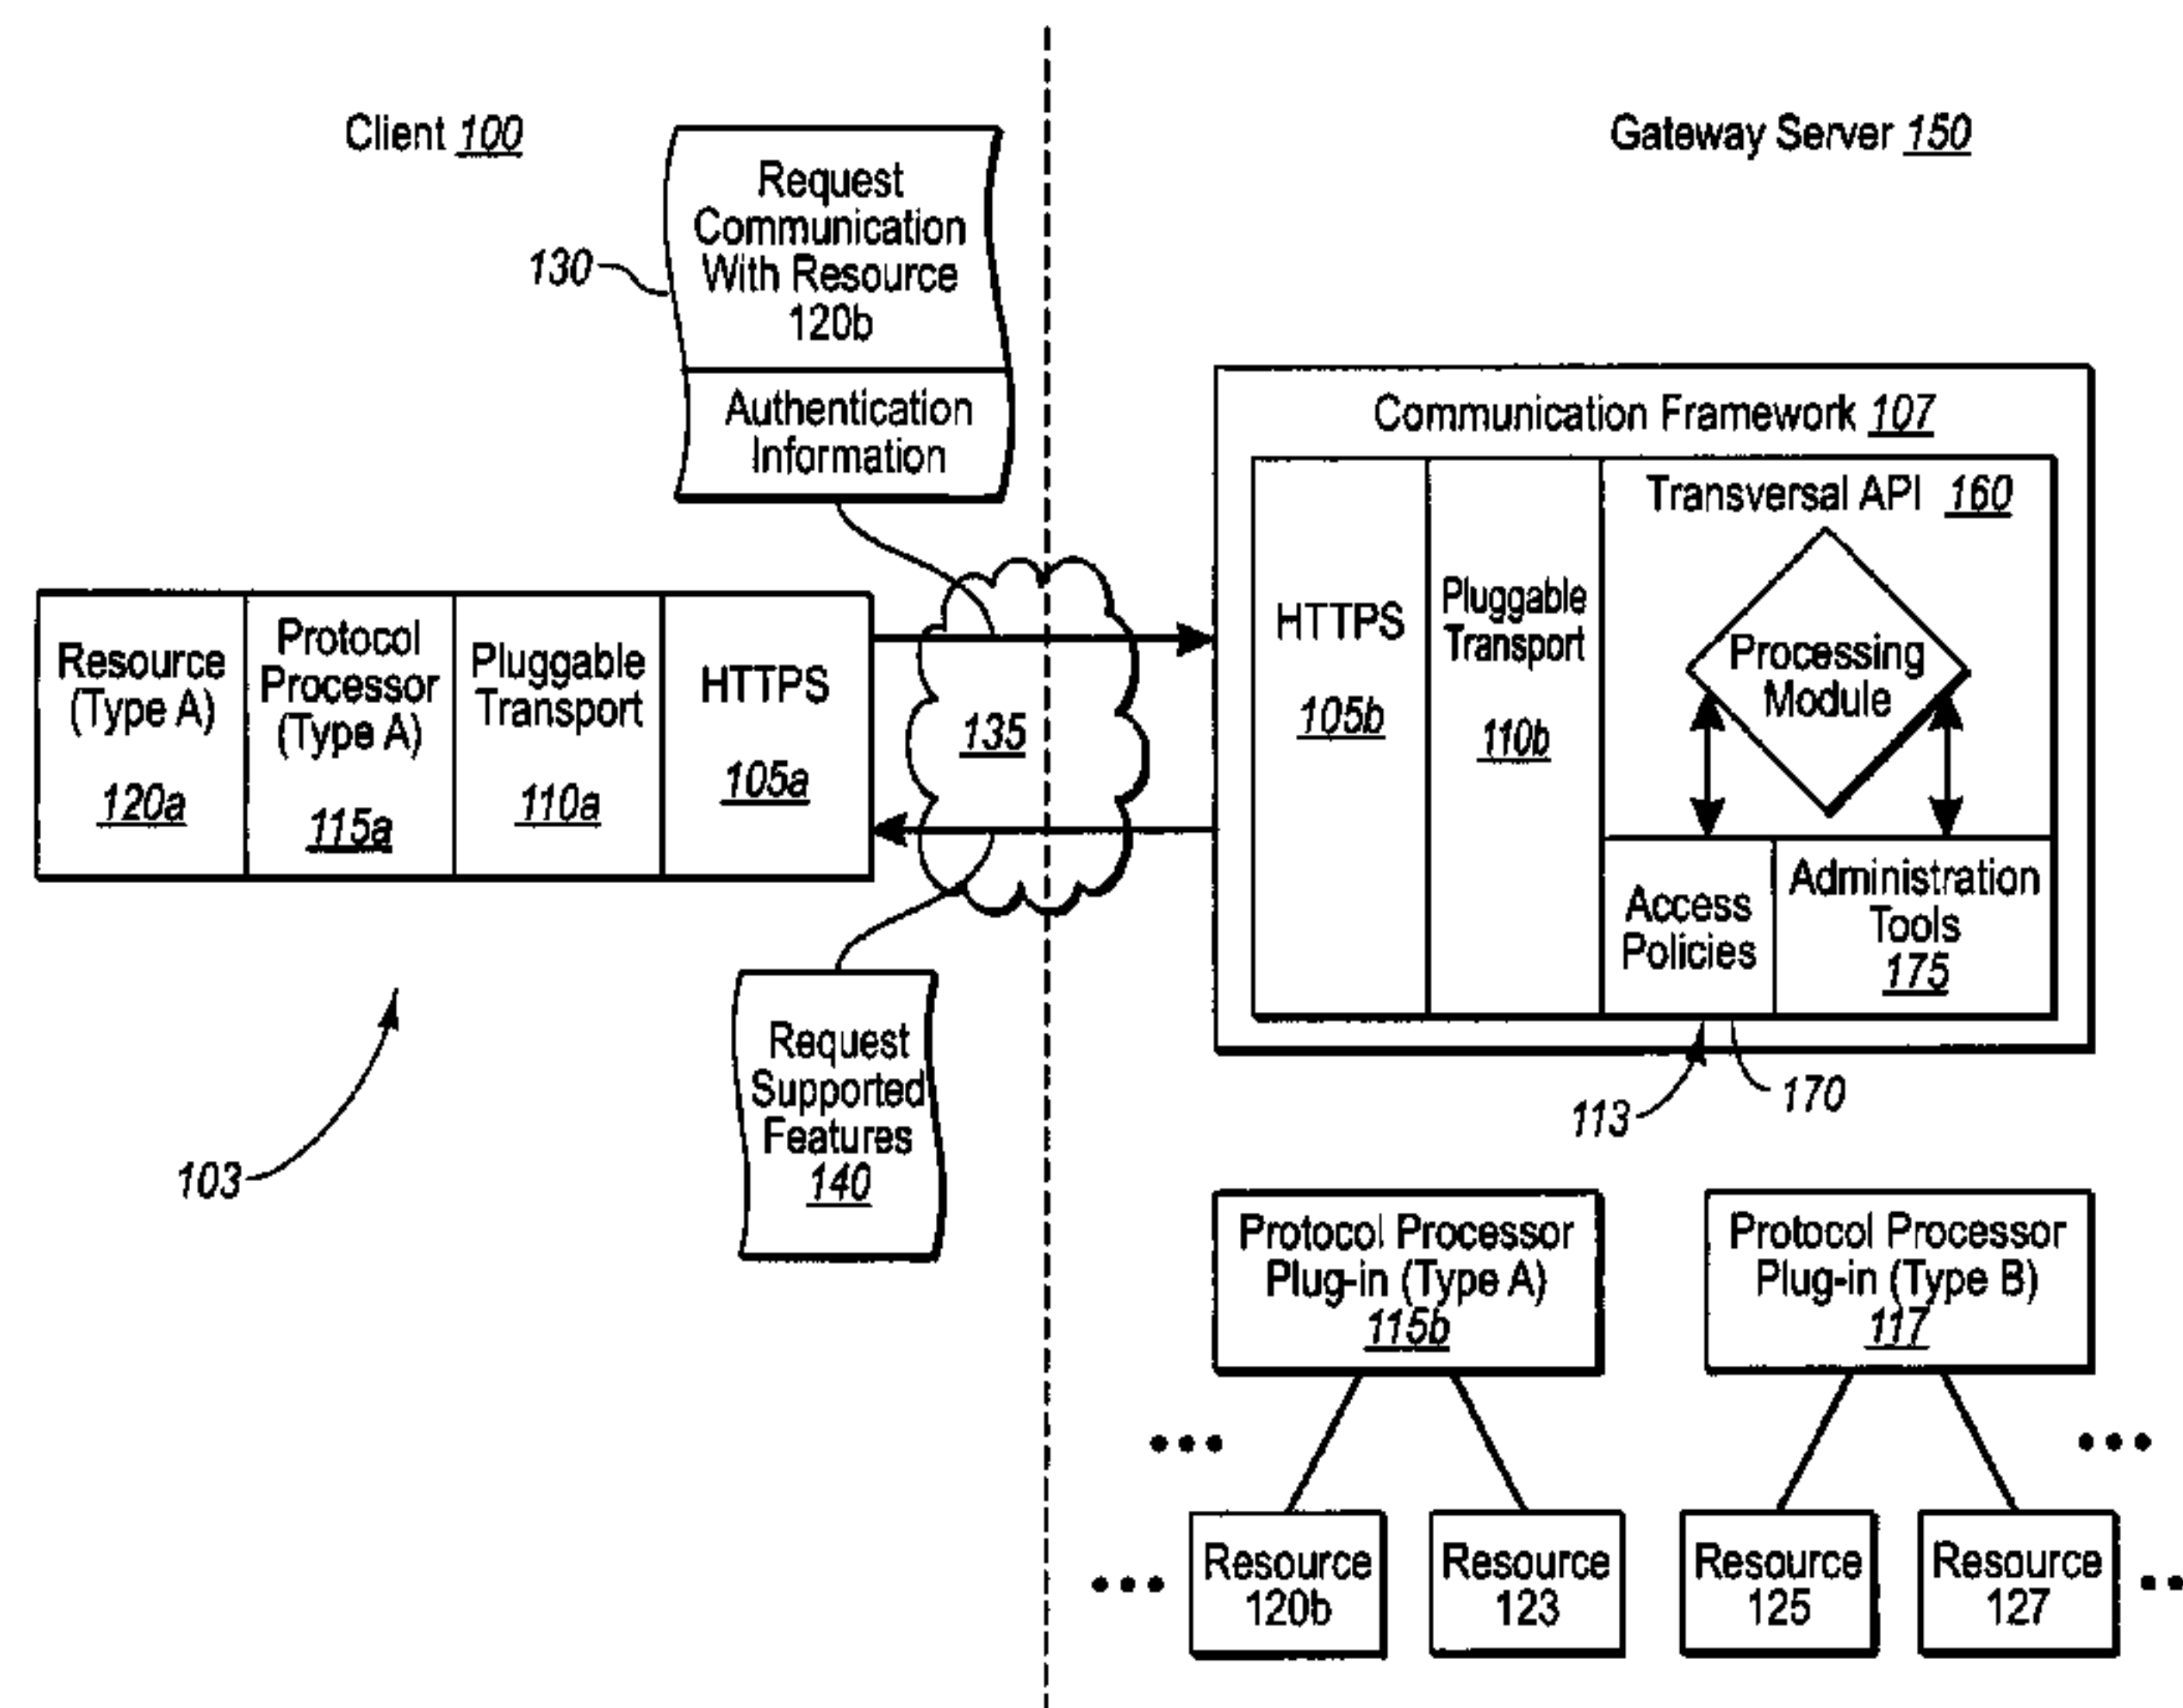 Client 100
Gateway Server 150
Request
Communication
With Resource
120b
130
Authentication
Information
Communication Framework 107
Transversal API 160
HTTPS
105b
Pluggable
Transport
110b
Processing
Module
Access
Policies
Administration
Tools
175
Resource
(Type A)
120a
Protocol
Processor
(Type A)
115a
Pluggable
Transport
110a
HTTPS
105a
135
113
170
103
Request
Supported
Features
140
Protocol Processor
Plug-in (Type A)
115b
Protocol Processor
Plug-in (Type B)
117
Resource
120b
Resource
123
Resource
125
Resource
127